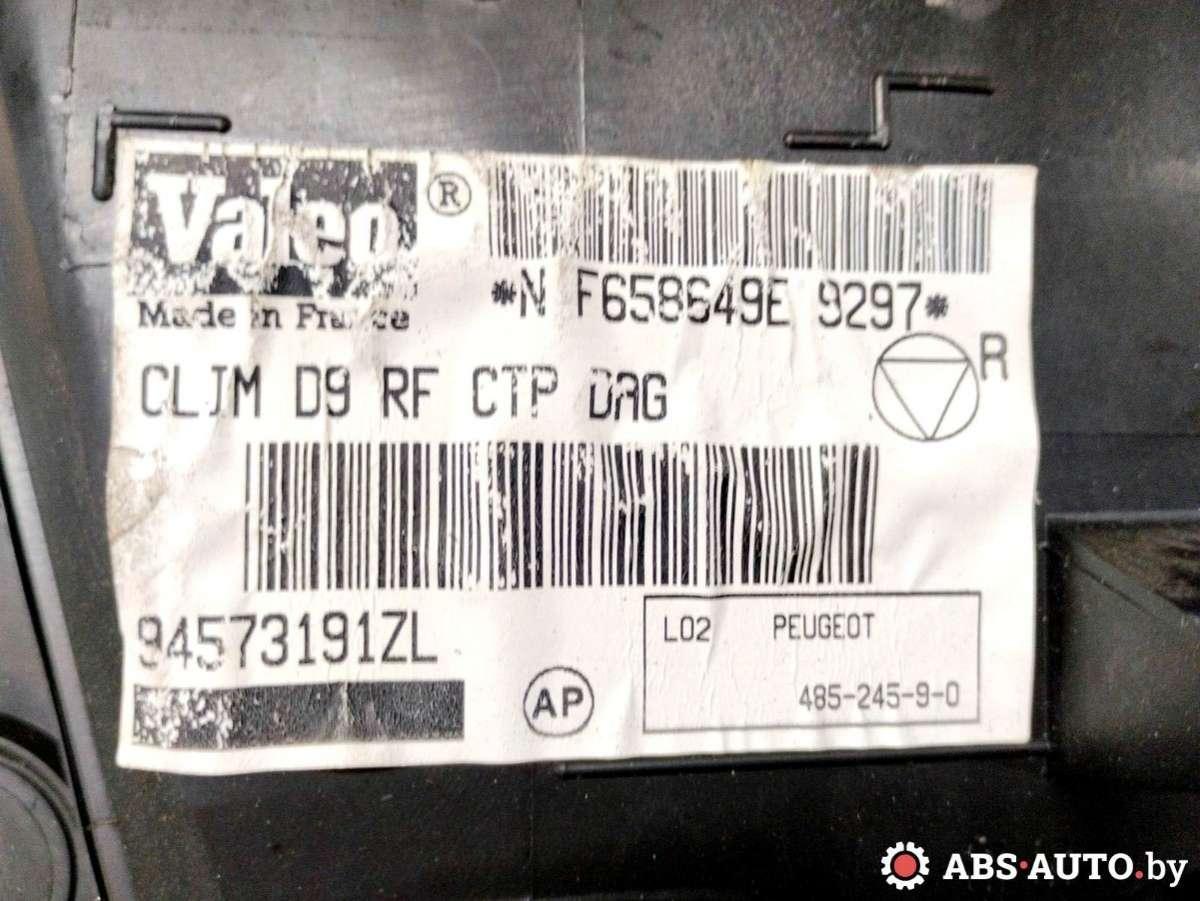 Valeo ®
Made in France
*N F658649E 9297*
R
CLIM D9 RF CTP DAG
94573191ZL
AP
L02 PEUGEOT
485-245-9-0
ABS·AUTO.by